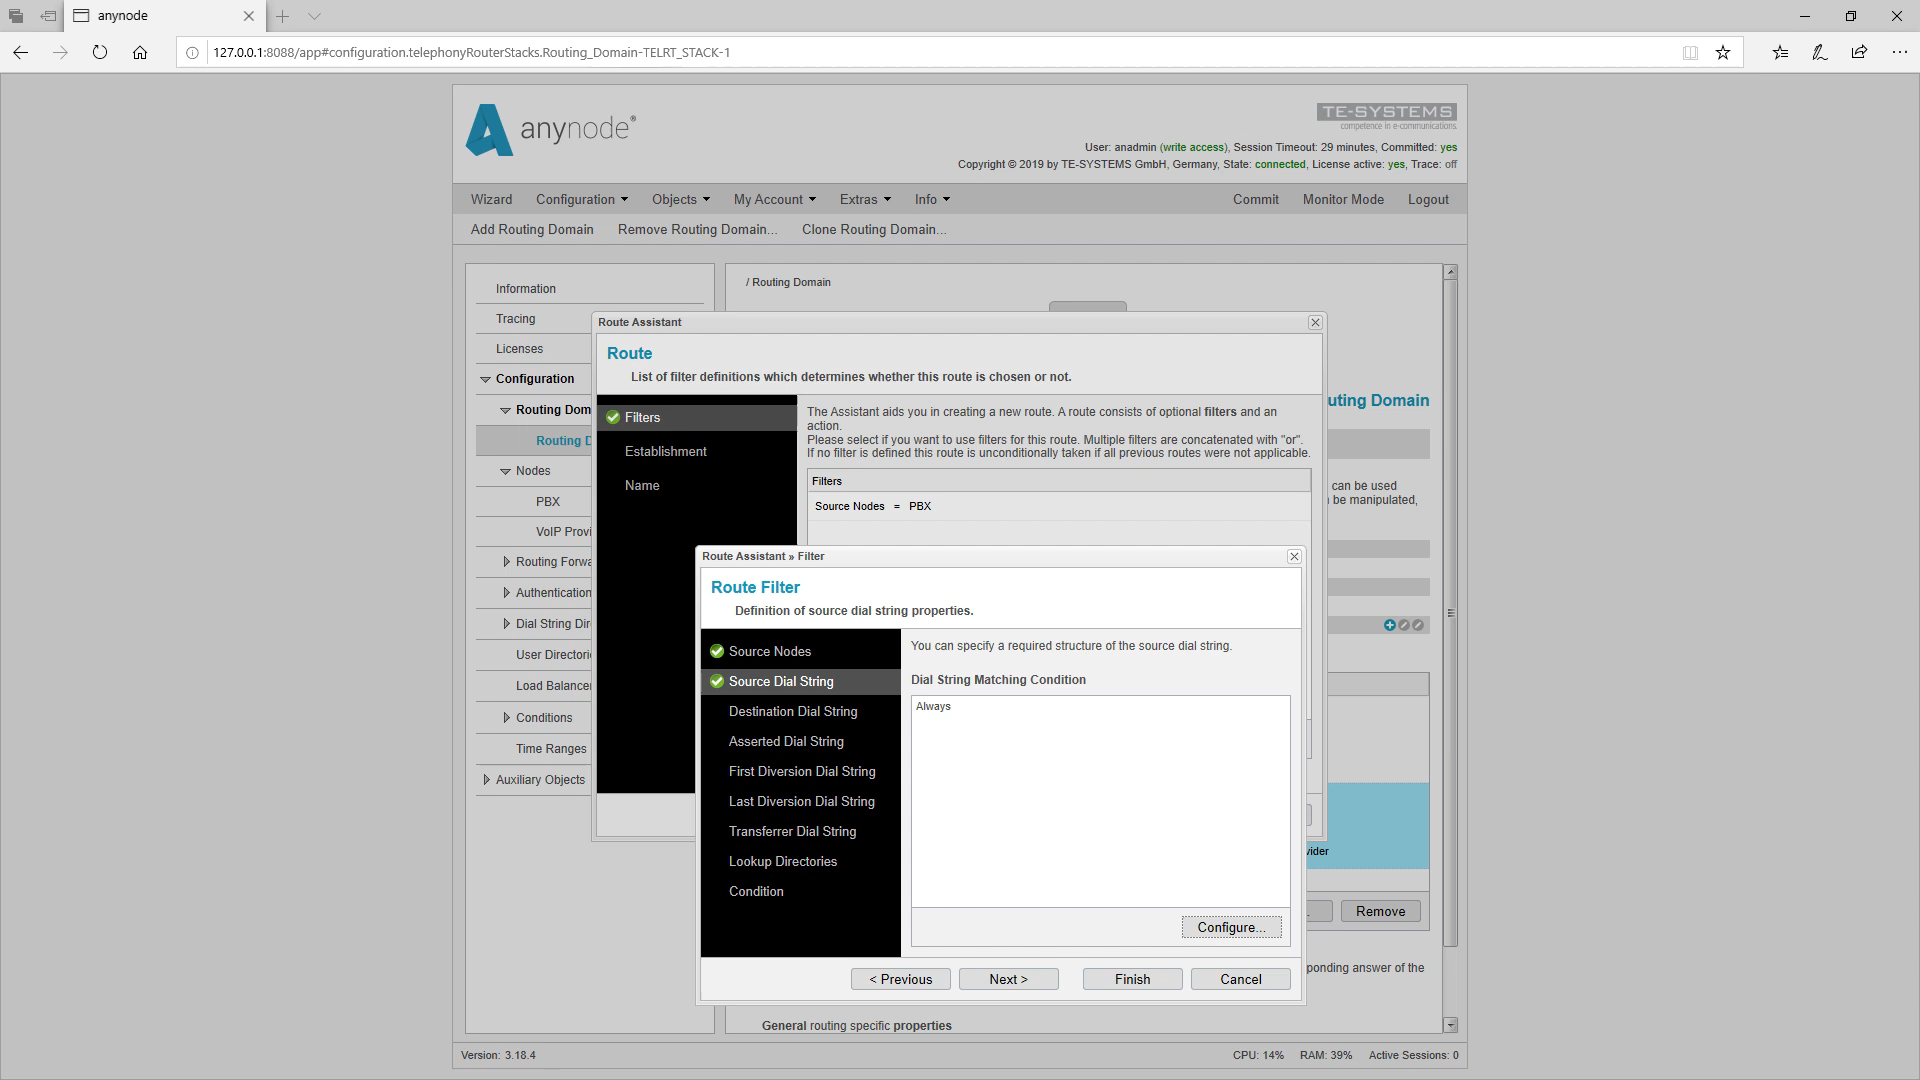 anynode
127.0.0.1:8088/app#configuration.telephonyRouterStacks.Routing_Domain-TELRT_STACK-1
anynode®
TE-SYSTEMS
competence in e-communications.
User: anadmin (write access), Session Timeout: 29 minutes, Committed: yes
Copyright © 2019 by TE-SYSTEMS GmbH, Germany, State: connected, License active: yes, Trace: off
Wizard Configuration Objects My Account Extras Info Commit Monitor Mode Logout
Add Routing Domain Remove Routing Domain... Clone Routing Domain...
Information
Tracing
Licenses
Configuration
Routing Dom
Routing D
Nodes
PBX
VoIP Provi
Routing Forwa
Authentication
Dial String Dir
User Directori
Load Balancer
Conditions
Time Ranges
Auxiliary Objects
/ Routing Domain
uting Domain
can be used
be manipulated,
vider
Remove
ponding answer of the
General routing specific properties
Route Assistant
Route
List of filter definitions which determines whether this route is chosen or not.
Filters
Establishment
Name
The Assistant aids you in creating a new route. A route consists of optional filters and an
action.
Please select if you want to use filters for this route. Multiple filters are concatenated with "or".
If no filter is defined this route is unconditionally taken if all previous routes were not applicable.
Filters
Source Nodes = PBX
Route Assistant » Filter
Route Filter
Definition of source dial string properties.
Source Nodes
Source Dial String
Destination Dial String
Asserted Dial String
First Diversion Dial String
Last Diversion Dial String
Transferrer Dial String
Lookup Directories
Condition
You can specify a required structure of the source dial string.
Dial String Matching Condition
Always
Configure...
< Previous Next > Finish Cancel
Version: 3.18.4 CPU: 14% RAM: 39% Active Sessions: 0